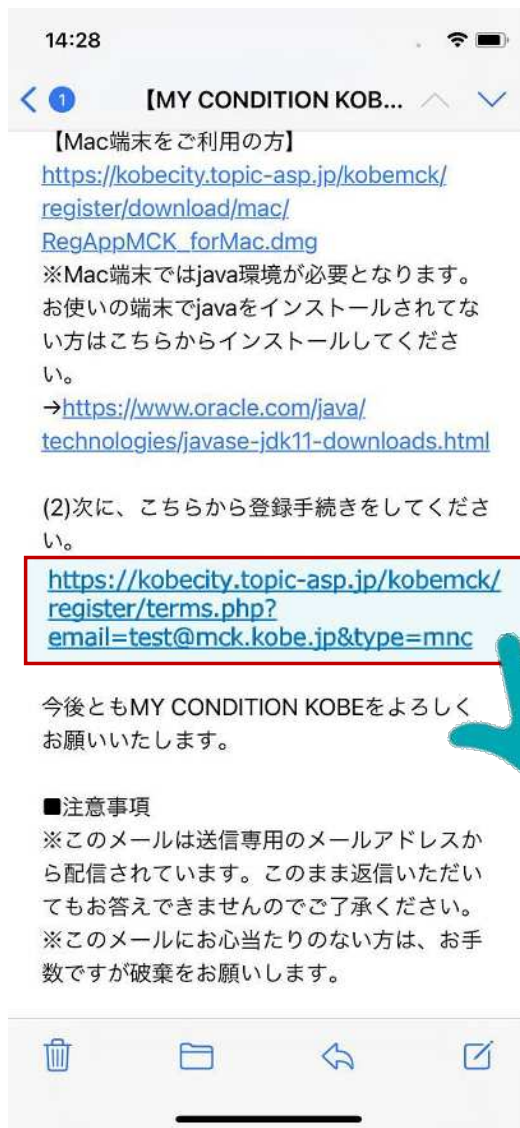 14:28
1
【MY CONDITION KOB...
【Mac端末をご利用の方】
https://kobecity.topic-asp.jp/kobemck/
register/download/mac/
RegAppMCK_forMac.dmg
※Mac端末ではjava環境が必要となります。
お使いの端末でjavaをインストールされてな
い方はこちらからインストールしてくださ
い。
→https://www.oracle.com/java/
technologies/javase-jdk11-downloads.html
(2)次に、こちらから登録手続きをしてくださ
い。
https://kobecity.topic-asp.jp/kobemck/
register/terms.php?
email=test@mck.kobe.jp&type=mnc
今後ともMY CONDITION KOBEをよろしく
お願いいたします。
■注意事項
※このメールは送信専用のメールアドレスか
ら配信されています。このまま返信いただい
てもお答えできませんのでご了承ください。
※このメールにお心当たりのない方は、お手
数ですが破棄をお願いします。